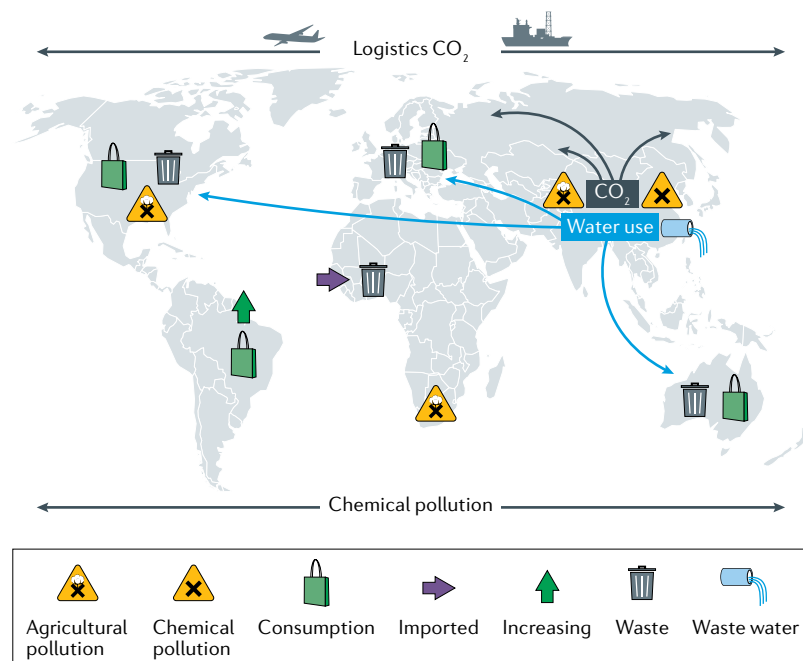 Logistics CO₂
CO₂
Water use
Chemical pollution
Agricultural
pollution
Chemical
pollution
Consumption
Imported
Increasing
Waste
Waste water